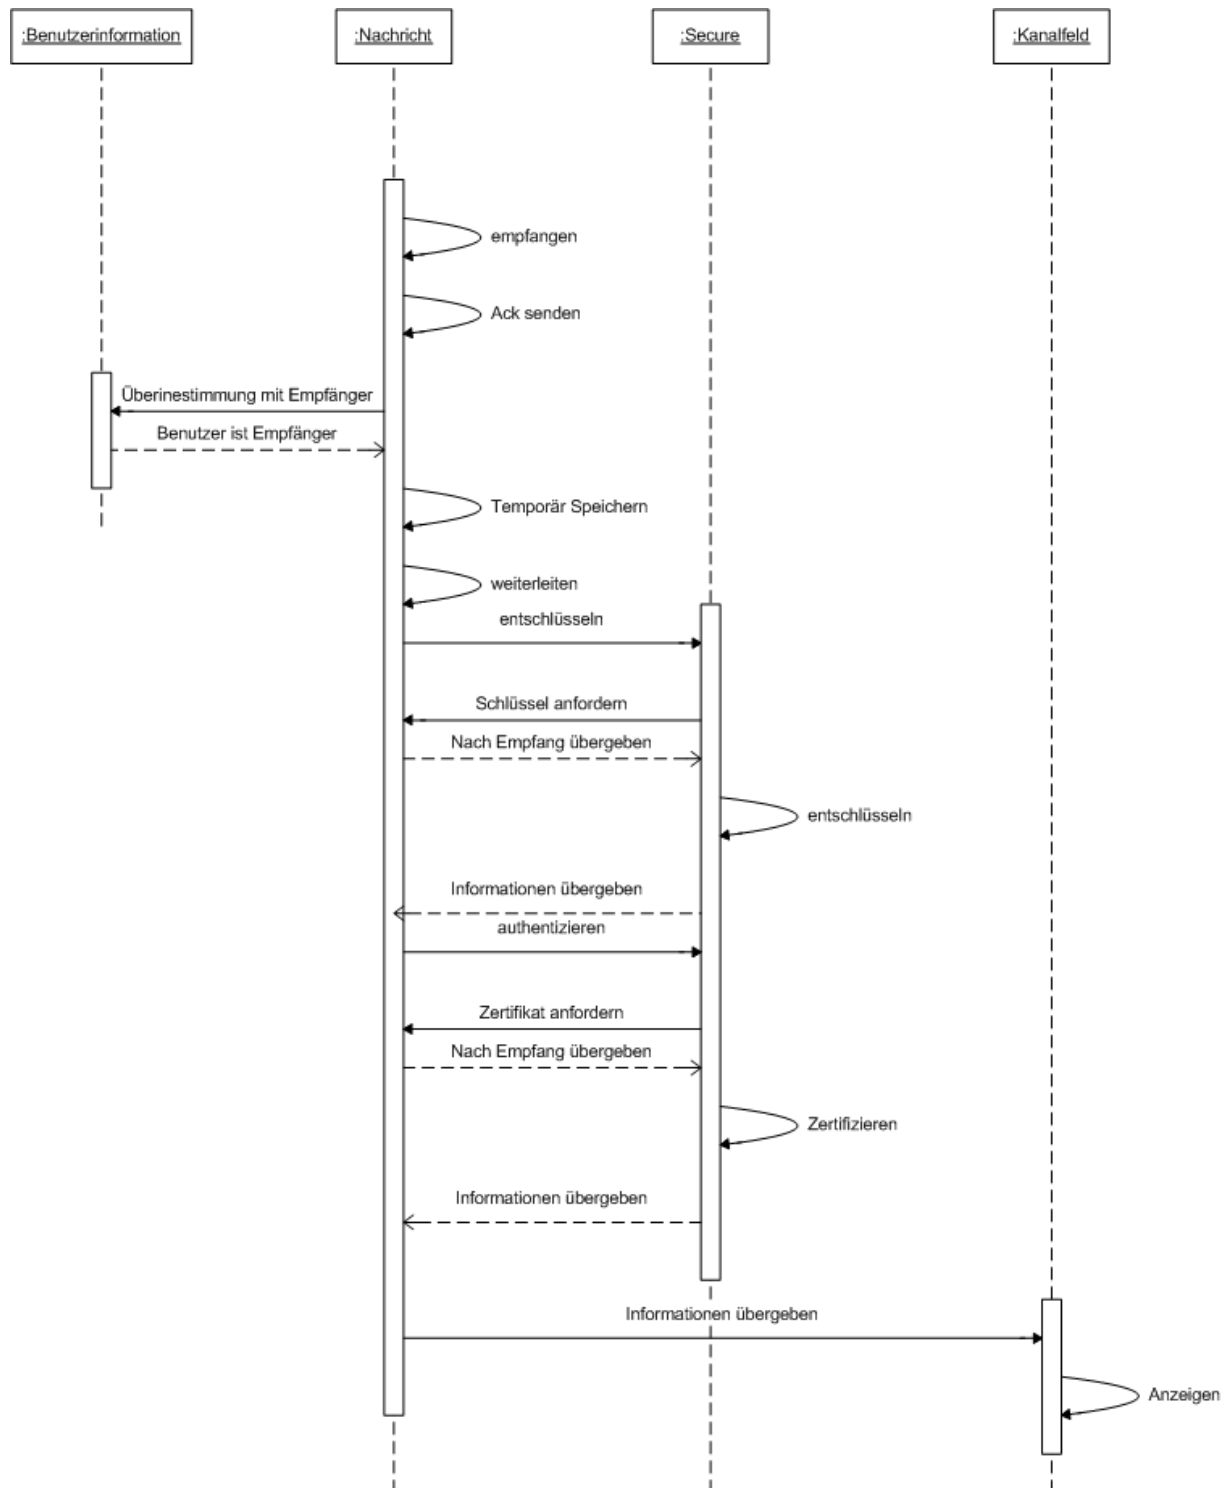 :Benutzerinformation
:Nachricht
:Secure
:Kanalfeld
empfangen
Ack senden
Überinestimmung mit Empfänger
Benutzer ist Empfänger
Temporär Speichern
weiterleiten
entschlüsseln
Schlüssel anfordern
Nach Empfang übergeben
entschlüsseln
Informationen übergeben
authentizieren
Zertifikat anfordern
Nach Empfang übergeben
Zertifizieren
Informationen übergeben
Informationen übergeben
Anzeigen